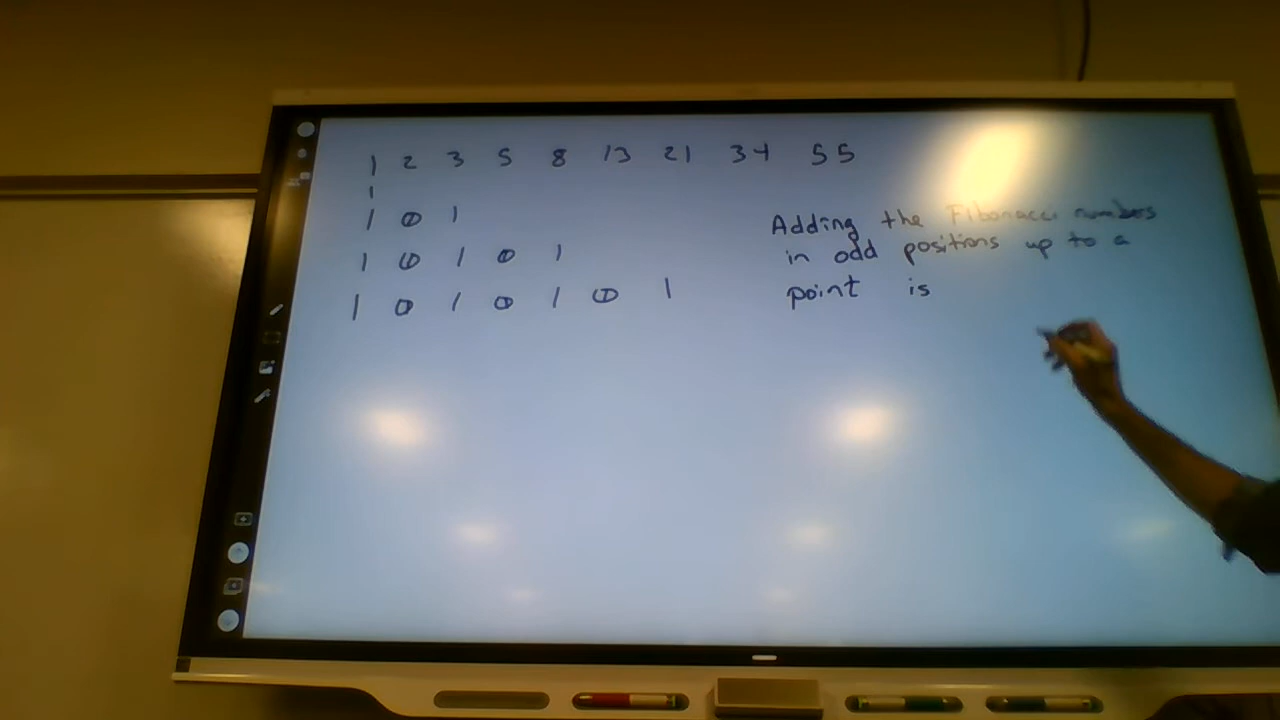 1 2 3 5 8 13 21 34 55
1
1 0 1
1 0 1 0 1
1 0 1 0 1 0 1
Adding the Fibonacci numbers
in odd positions up to a
point is